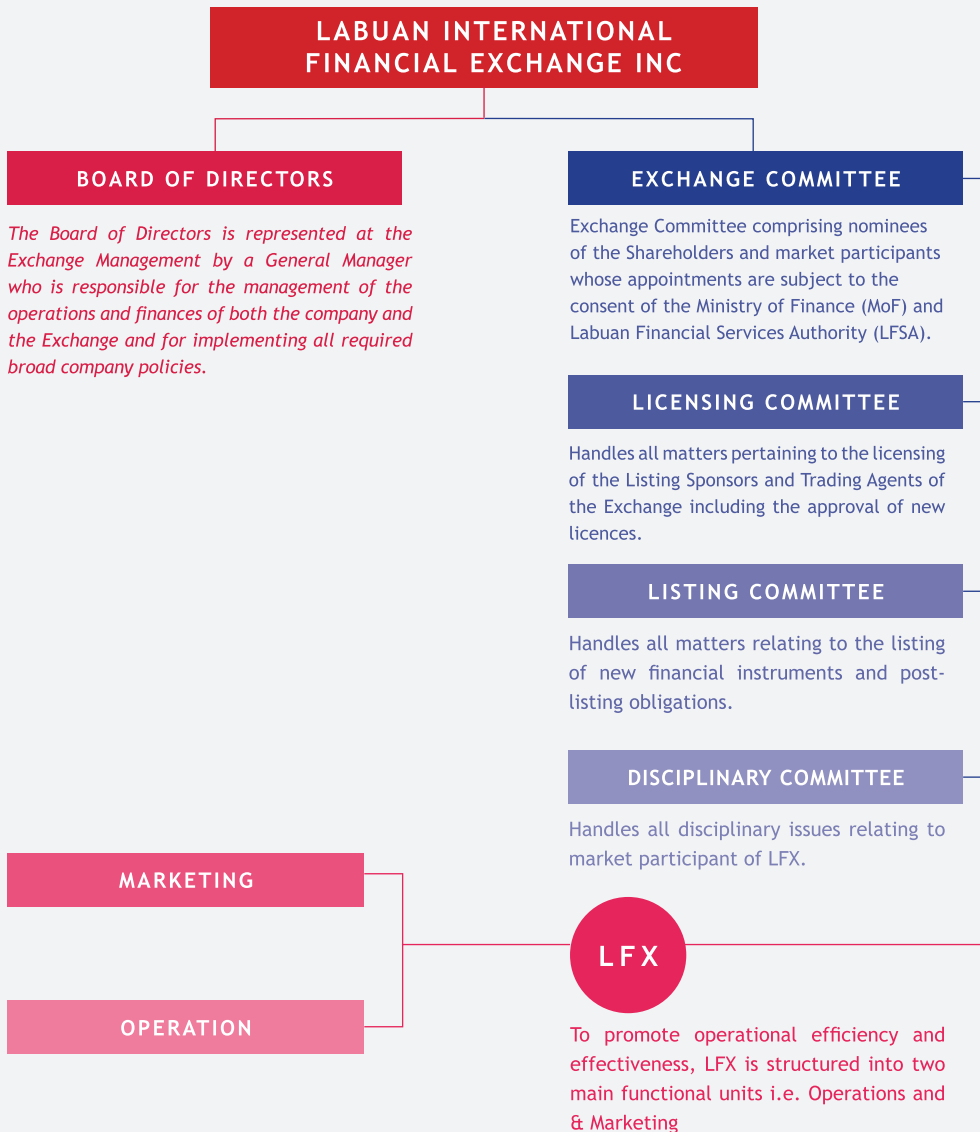 LABUAN INTERNATIONAL
FINANCIAL EXCHANGE INC
BOARD OF DIRECTORS
The Board of Directors is represented at the
Exchange Management by a General Manager
who is responsible for the management of the
operations and finances of both the company and
the Exchange and for implementing all required
broad company policies.
EXCHANGE COMMITTEE
Exchange Committee comprising nominees
of the Shareholders and market participants
whose appointments are subject to the
consent of the Ministry of Finance (MoF) and
Labuan Financial Services Authority (LFSA).
LICENSING COMMITTEE
Handles all matters pertaining to the licensing
of the Listing Sponsors and Trading Agents of
the Exchange including the approval of new
licences.
LISTING COMMITTEE
Handles all matters relating to the listing
of new financial instruments and post-
listing obligations.
DISCIPLINARY COMMITTEE
Handles all disciplinary issues relating to
market participant of LFX.
MARKETING
OPERATION
LFX
To promote operational efficiency and
effectiveness, LFX is structured into two
main functional units i.e. Operations and
& Marketing